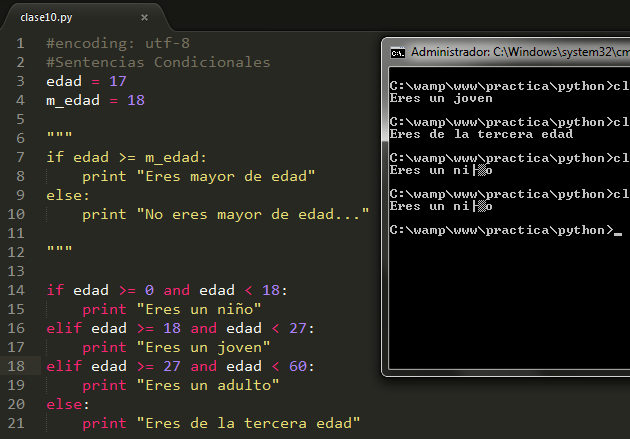 clase10.py ×
1 #encoding: utf-8
2 #Sentencias Condicionales
3 edad = 17
4 m_edad = 18
5
6 """
7 if edad >= m_edad:
8 print "Eres mayor de edad"
9 else:
10 print "No eres mayor de edad..."
11
12 """
13
14 if edad >= 0 and edad < 18:
15 print "Eres un niño"
16 elif edad >= 18 and edad < 27:
17 print "Eres un joven"
18 elif edad >= 27 and edad < 60:
19 print "Eres un adulto"
20 else:
21 print "Eres de la tercera edad"
Administrador: C:\Windows\system32\cm
C:\wamp\www\practica\python>cl
Eres un joven
C:\wamp\www\practica\python>cl
Eres de la tercera edad
C:\wamp\www\practica\python>cl
Eres un ni├▒o
C:\wamp\www\practica\python>cl
Eres un ni├▒o
C:\wamp\www\practica\python>_